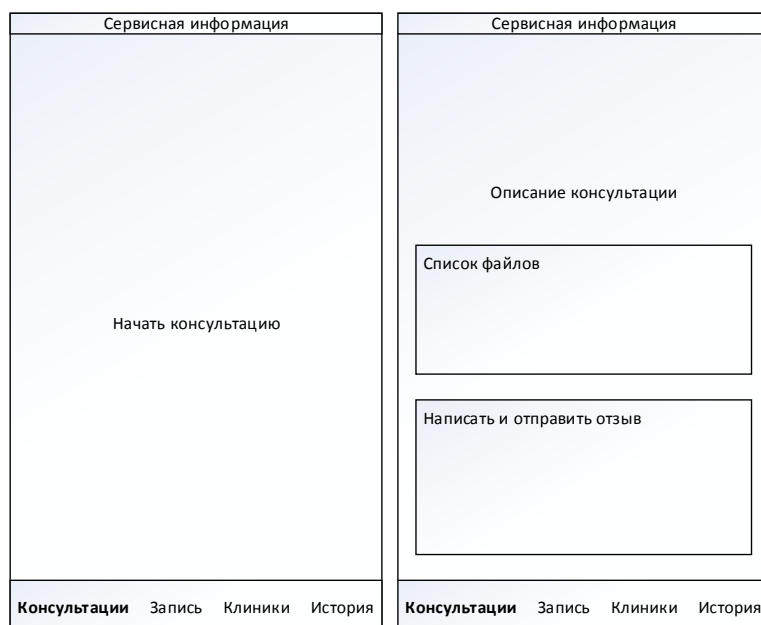 Сервисная информация
Начать консультацию
Консультации Запись Клиники История
Сервисная информация
Описание консультации
Список файлов
Написать и отправить отзыв
Консультации Запись Клиники История